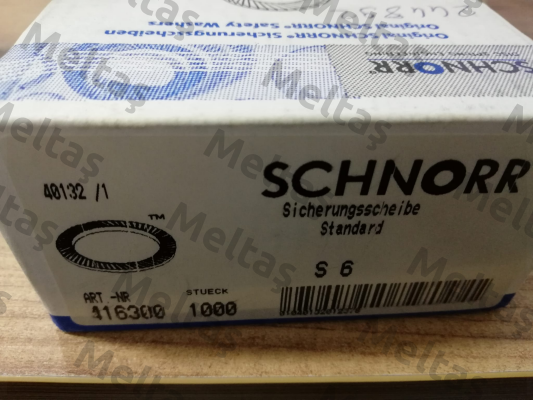 Original SCHNORR® Sicherungsscheiben
Original SCHNORR® Safety Washers
SCHNORR®
40132 /1
SCHNORR
™
Sicherungsscheibe
Standard
S 6
ART.-NR STUECK
416300 1000
Meltaş